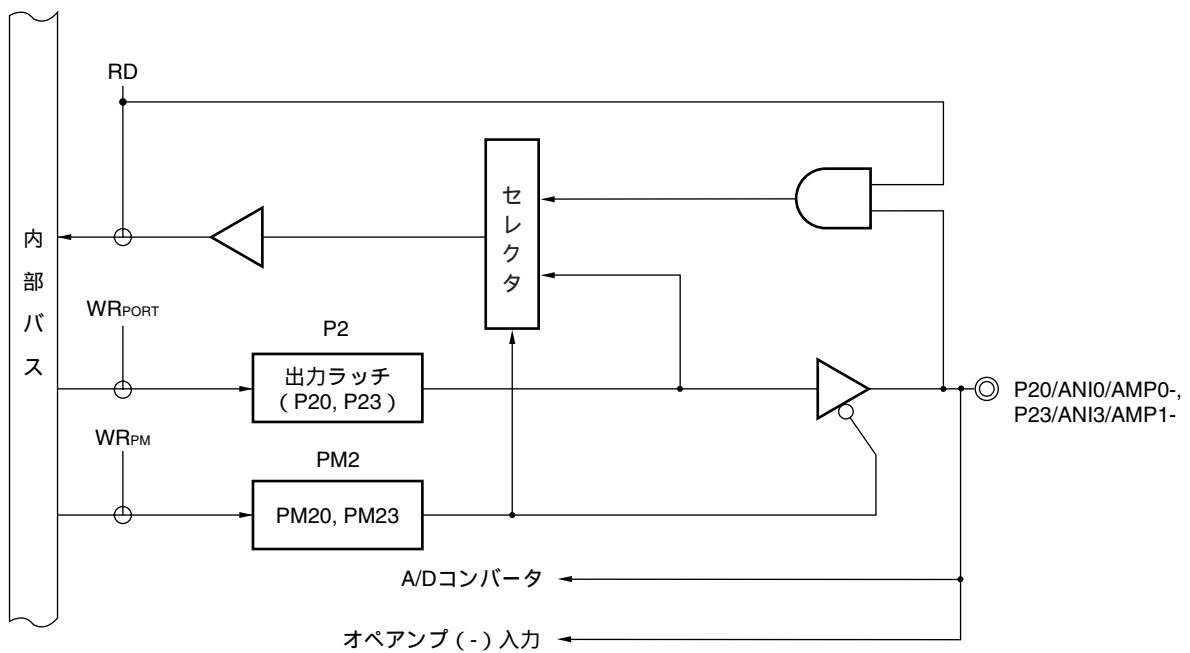 RD
セレクタ
内部バス
WRPORT
P2
出力ラッチ
( P20, P23 )
P20/ANI0/AMP0-,
P23/ANI3/AMP1-
WRPM
PM2
PM20, PM23
A/Dコンバータ
オペアンプ ( - ) 入力